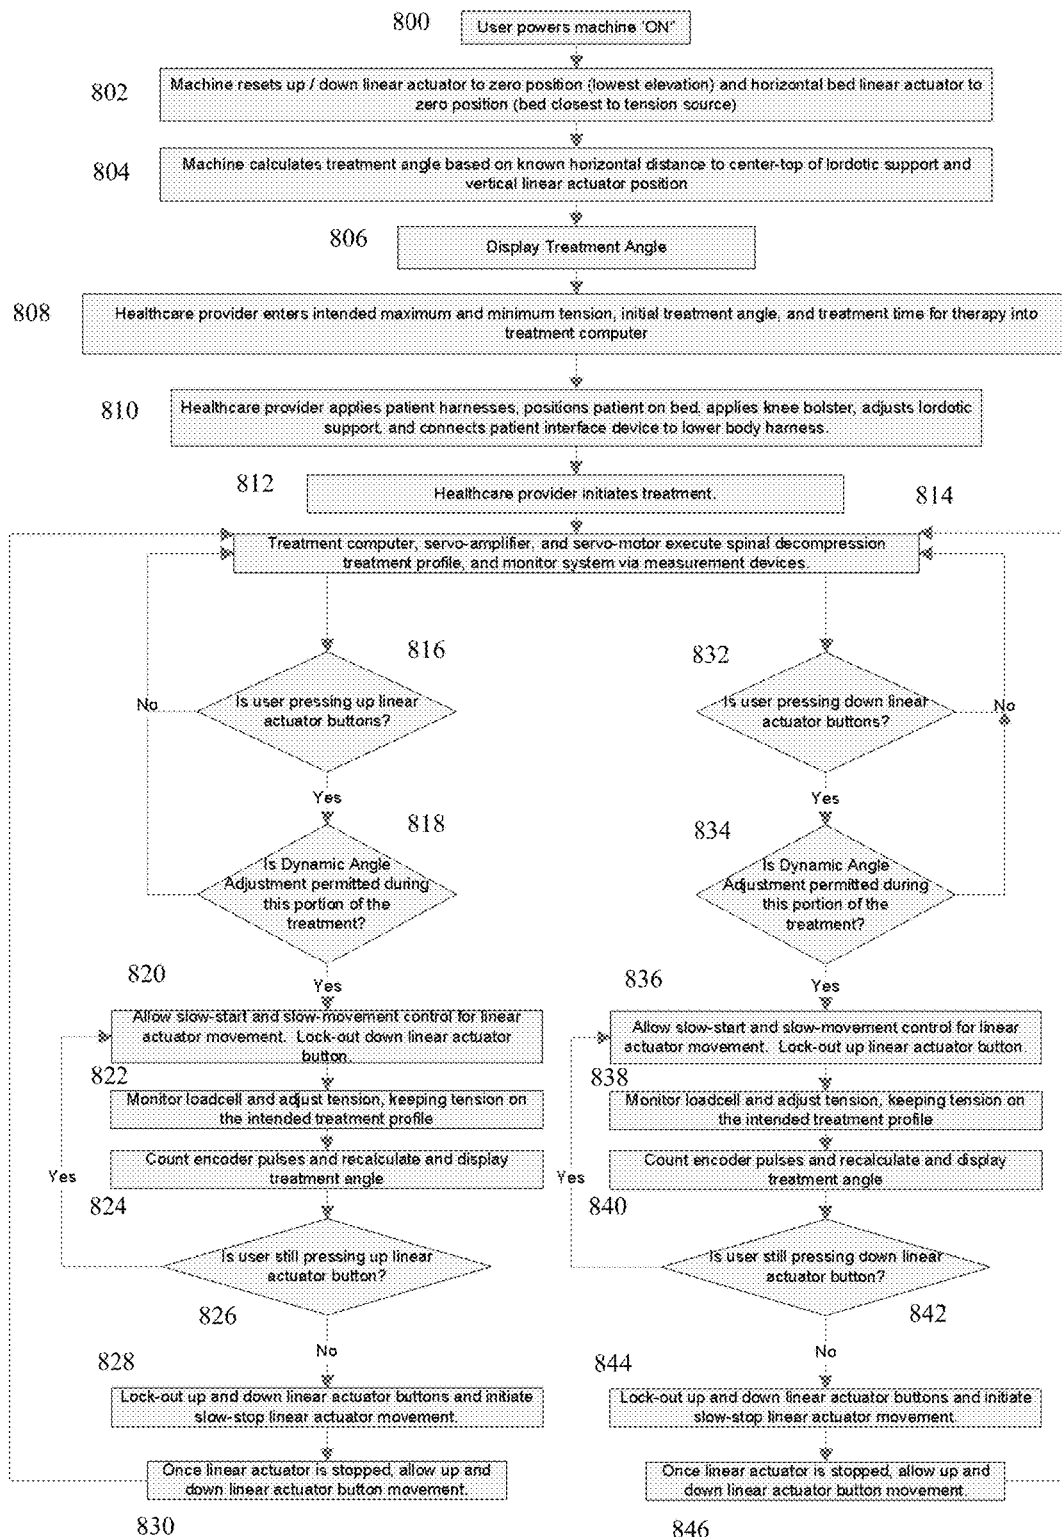 800
User powers machine 'ON"
802
Machine resets up / down linear actuator to zero position (lowest elevation) and horizontal bed linear actuator to
zero position (bed closest to tension source)
804
Machine calculates treatment angle based on known horizontal distance to center-top of lordotic support and
vertical linear actuator position
806
Display Treatment Angle
808
Healthcare provider enters intended maximum and minimum tension, initial treatment angle, and treatment time for therapy into
treatment computer
810
Healthcare provider applies patient harnesses, positions patient on bed, applies knee bolster, adjusts lordotic
support, and connects patient interface device to lower body harness.
812
Healthcare provider initiates treatment.
814
Treatment computer, servo-amplifier, and servo-motor execute spinal decompression
treatment profile, and monitor system via measurement devices.
816
Is user pressing up linear
actuator buttons?
No
Yes
818
Is Dynamic Angle
Adjustment permitted during
this portion of the
treatment?
Yes
820
Allow slow-start and slow-movement control for linear
actuator movement. Lock-out down linear actuator
button.
822
Monitor loadcell and adjust tension, keeping tension on
the intended treatment profile
Count encoder pulses and recalculate and display
treatment angle
Yes
824
Is user still pressing up linear
actuator button?
826
No
828
Lock-out up and down linear actuator buttons and initiate
slow-stop linear actuator movement.
Once linear actuator is stopped, allow up and
down linear actuator button movement.
830
832
Is user pressing down linear
actuator buttons?
No
Yes
834
Is Dynamic Angle
Adjustment permitted during
this portion of the
treatment?
Yes
836
Allow slow-start and slow-movement control for linear
actuator movement. Lock-out up linear actuator button.
838
Monitor loadcell and adjust tension, keeping tension on
the intended treatment profile
Count encoder pulses and recalculate and display
treatment angle
Yes
840
Is user still pressing down linear
actuator button?
842
No
844
Lock-out up and down linear actuator buttons and initiate
slow-stop linear actuator movement.
Once linear actuator is stopped, allow up and
down linear actuator button movement.
846